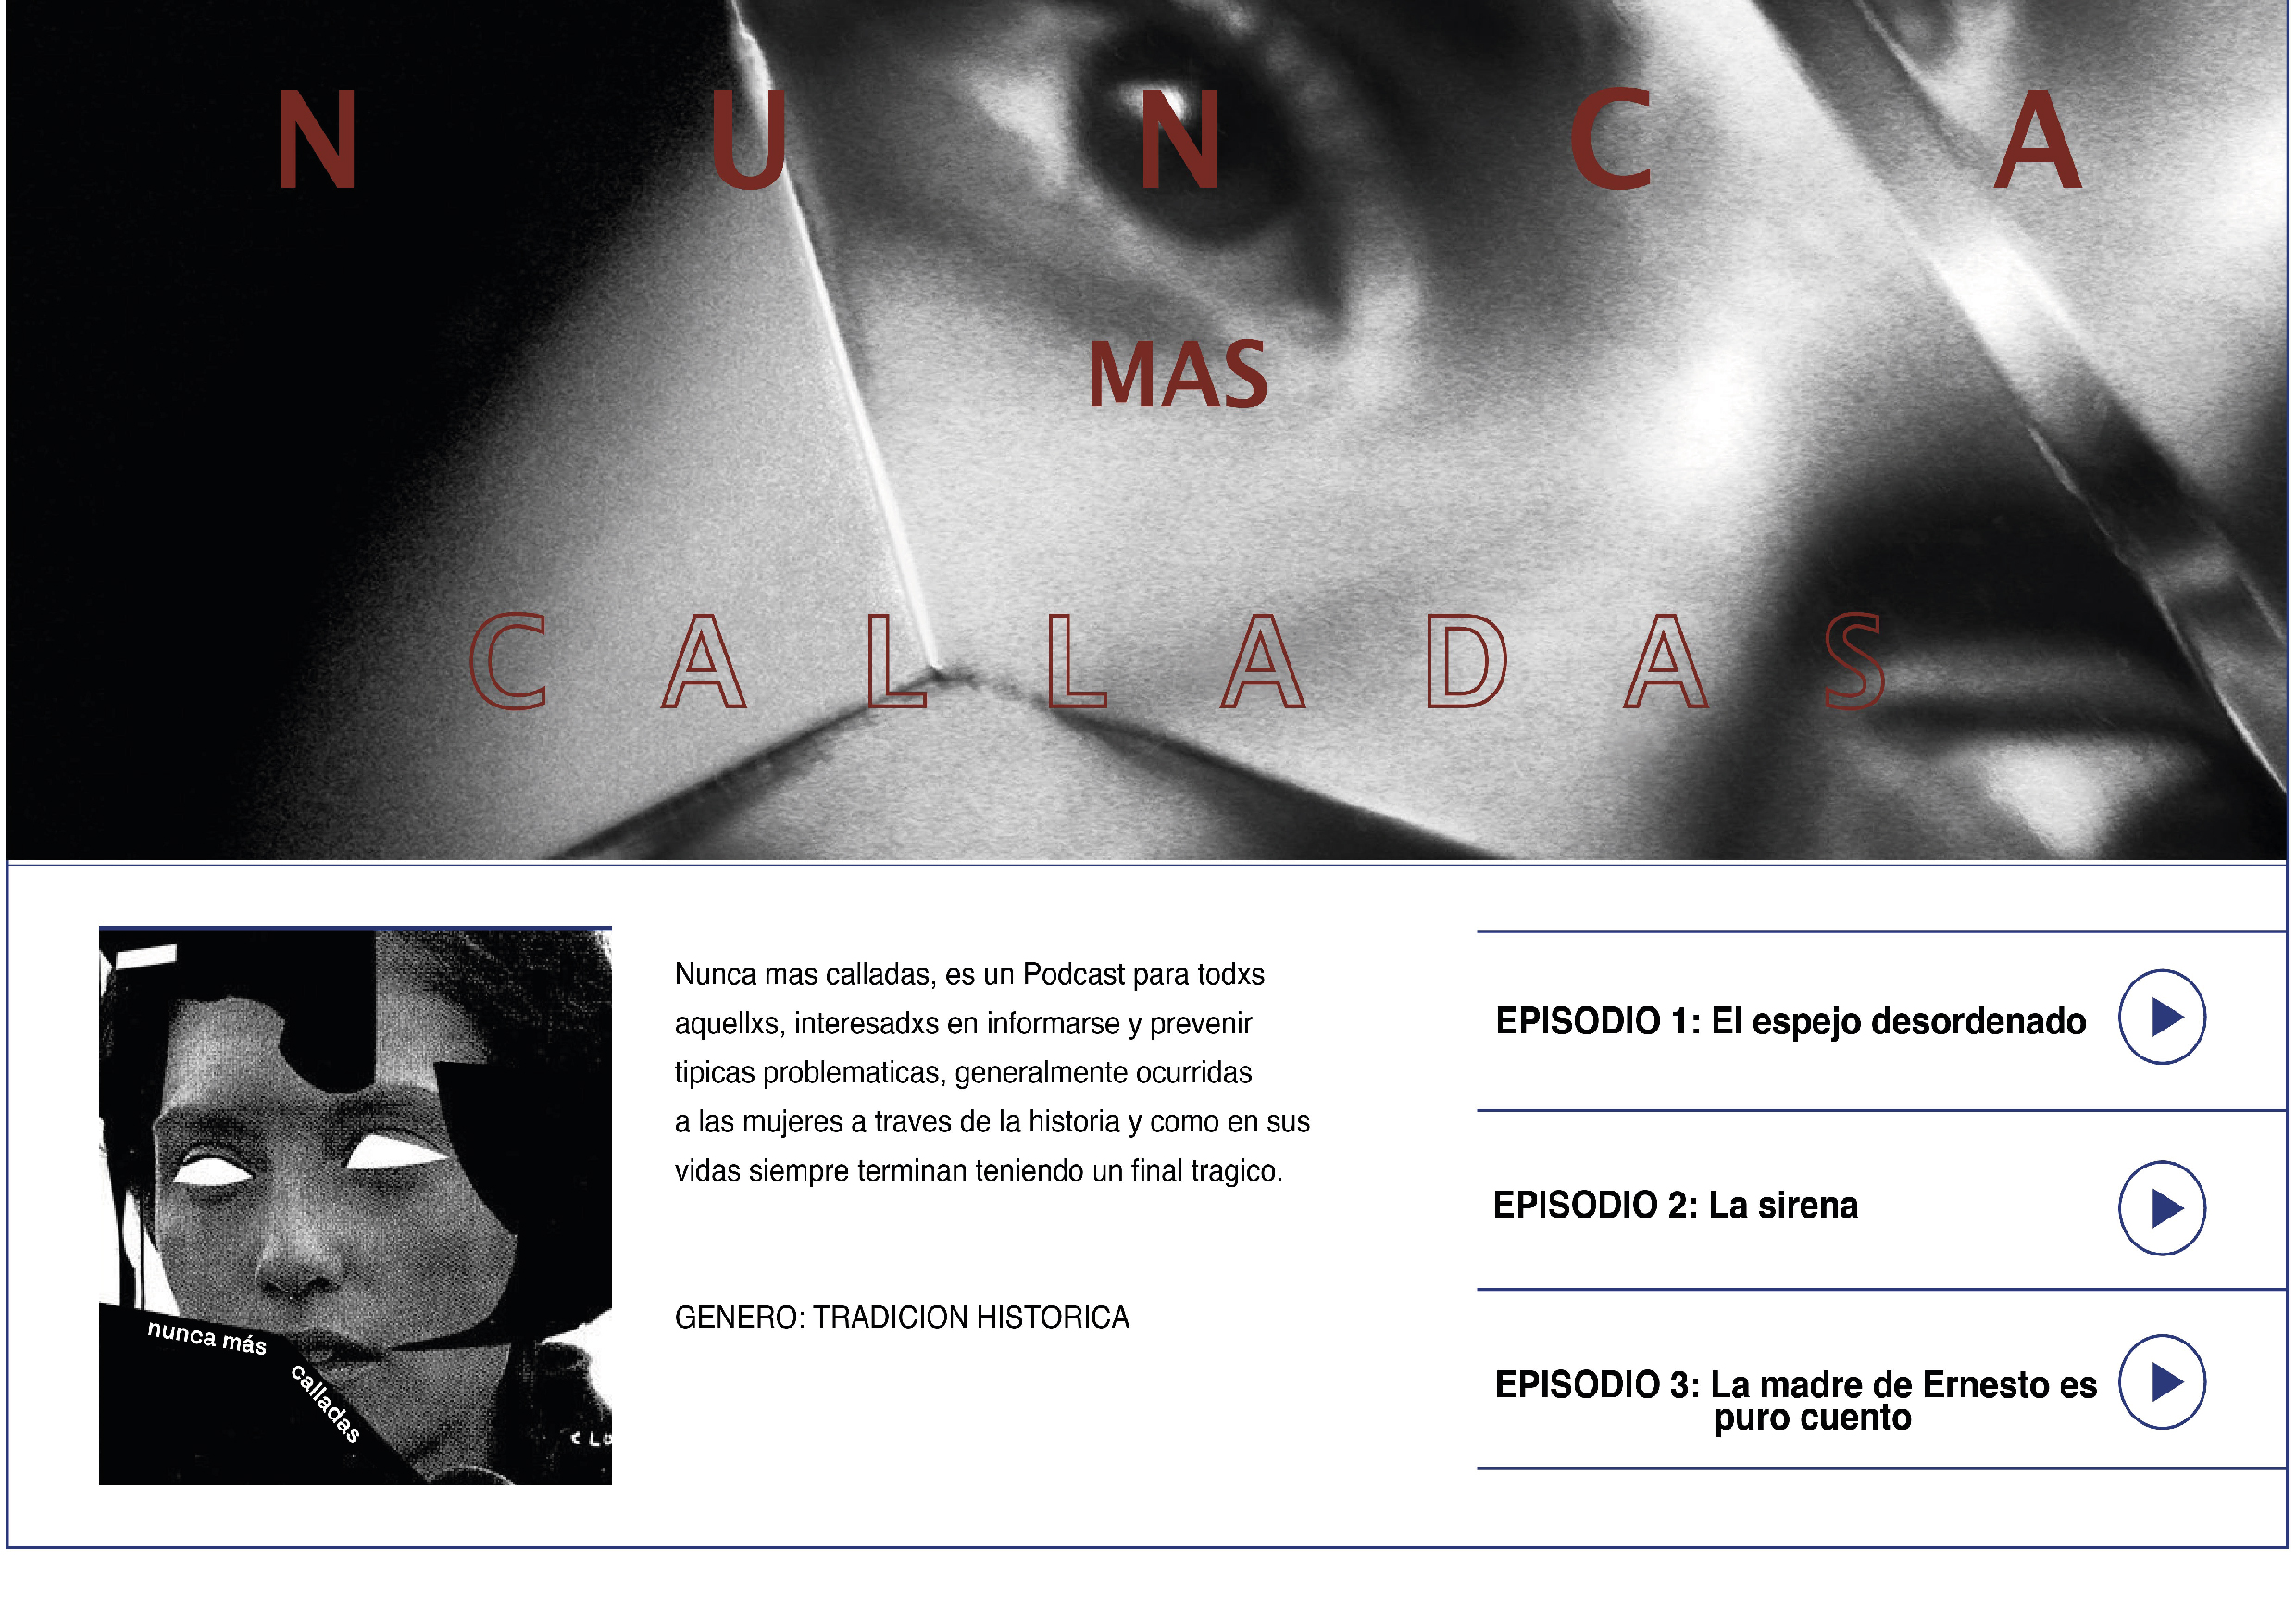 NUNCA
MAS
CALLADAS
nunca más
calladas
Nunca mas calladas, es un Podcast para todxs
aquellxs, interesadxs en informarse y prevenir
tipicas problematicas, generalmente ocurridas
a las mujeres a traves de la historia y como en sus
vidas siempre terminan teniendo un final tragico.
GENERO: TRADICION HISTORICA
EPISODIO 1: El espejo desordenado
EPISODIO 2: La sirena
EPISODIO 3: La madre de Ernesto es
puro cuento